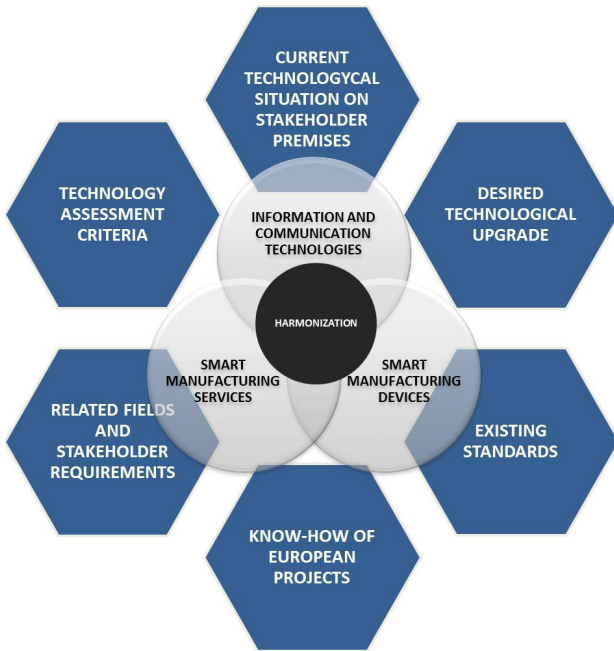 CURRENT
TECHNOLOGYCAL
SITUATION ON
STAKEHOLDER
PREMISES
TECHNOLOGY
ASSESSMENT
CRITERIA
DESIRED
TECHNOLOGICAL
UPGRADE
INFORMATION AND
COMMUNICATION
TECHNOLOGIES
HARMONIZATION
SMART
MANUFACTURING
SERVICES
SMART
MANUFACTURING
DEVICES
RELATED FIELDS
AND
STAKEHOLDER
REQUIREMENTS
EXISTING
STANDARDS
KNOW-HOW OF
EUROPEAN
PROJECTS